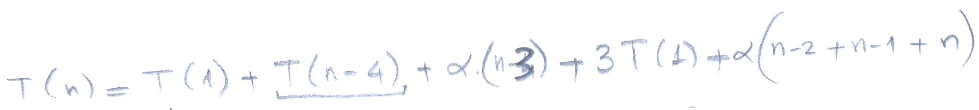 T(n) = T(1) + T(n-4) + α.(n-3) + 3T(1) + α(n-2 + n-1 + n)